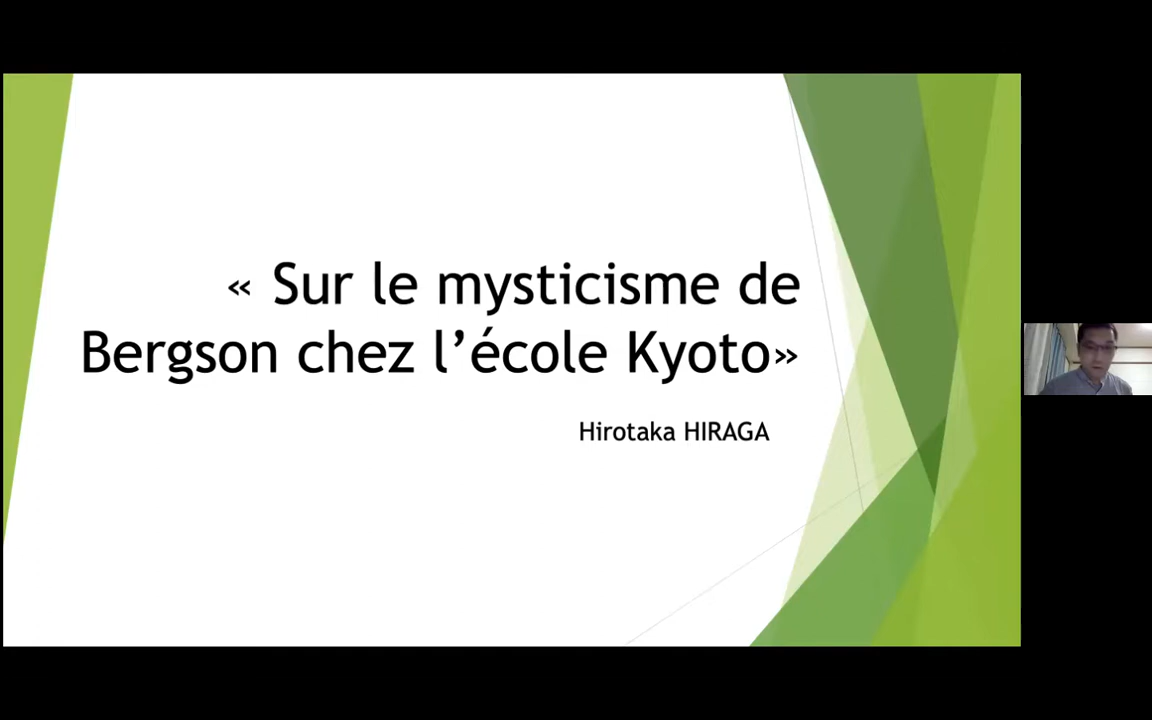 « Sur le mysticisme de
Bergson chez l’école Kyoto»
Hirotaka HIRAGA